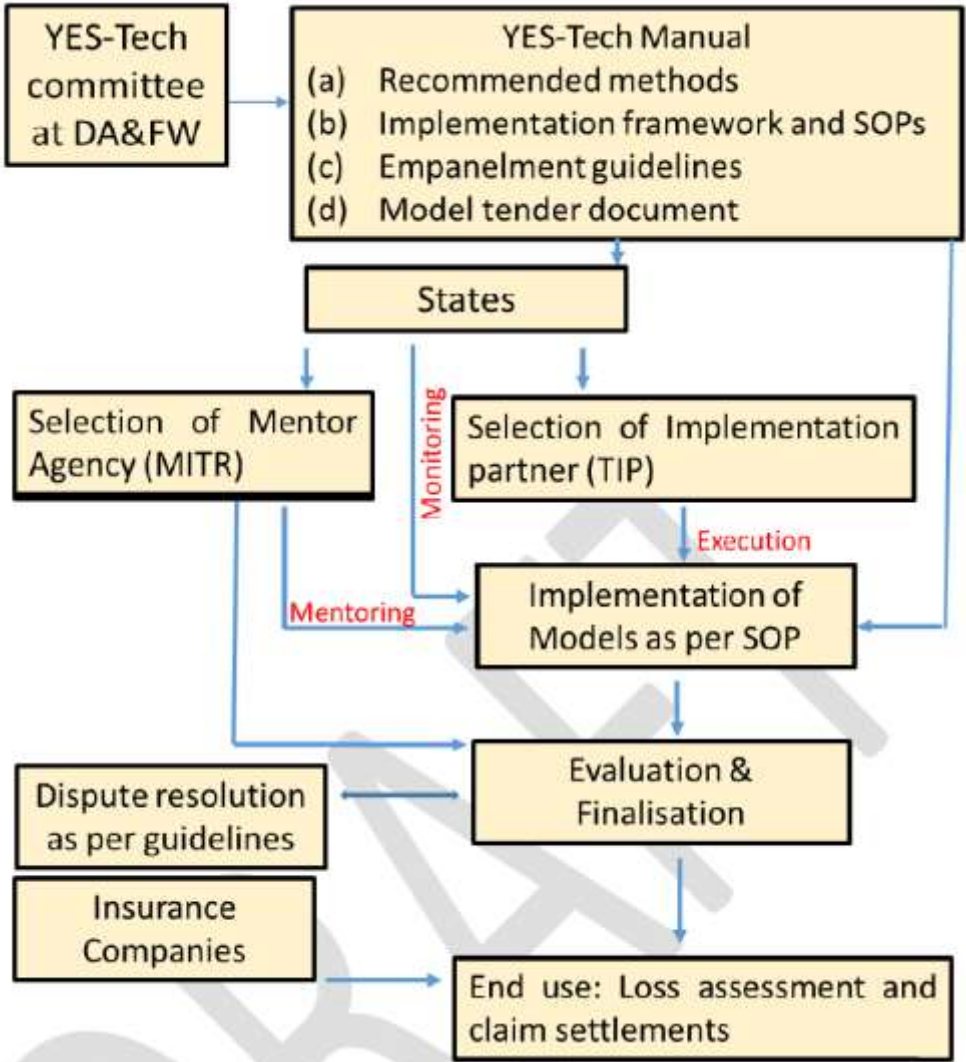 YES-Tech
committee
at DA&FW
YES-Tech Manual
(a) Recommended methods
(b) Implementation framework and SOPs
(c) Empanelment guidelines
(d) Model tender document
States
Selection of Mentor
Agency (MITR)
Monitoring
Selection of Implementation
partner (TIP)
Execution
Mentoring
Implementation of
Models as per SOP
Evaluation &
Finalisation
Dispute resolution
as per guidelines
Insurance
Companies
End use: Loss assessment and
claim settlements
DRAFT